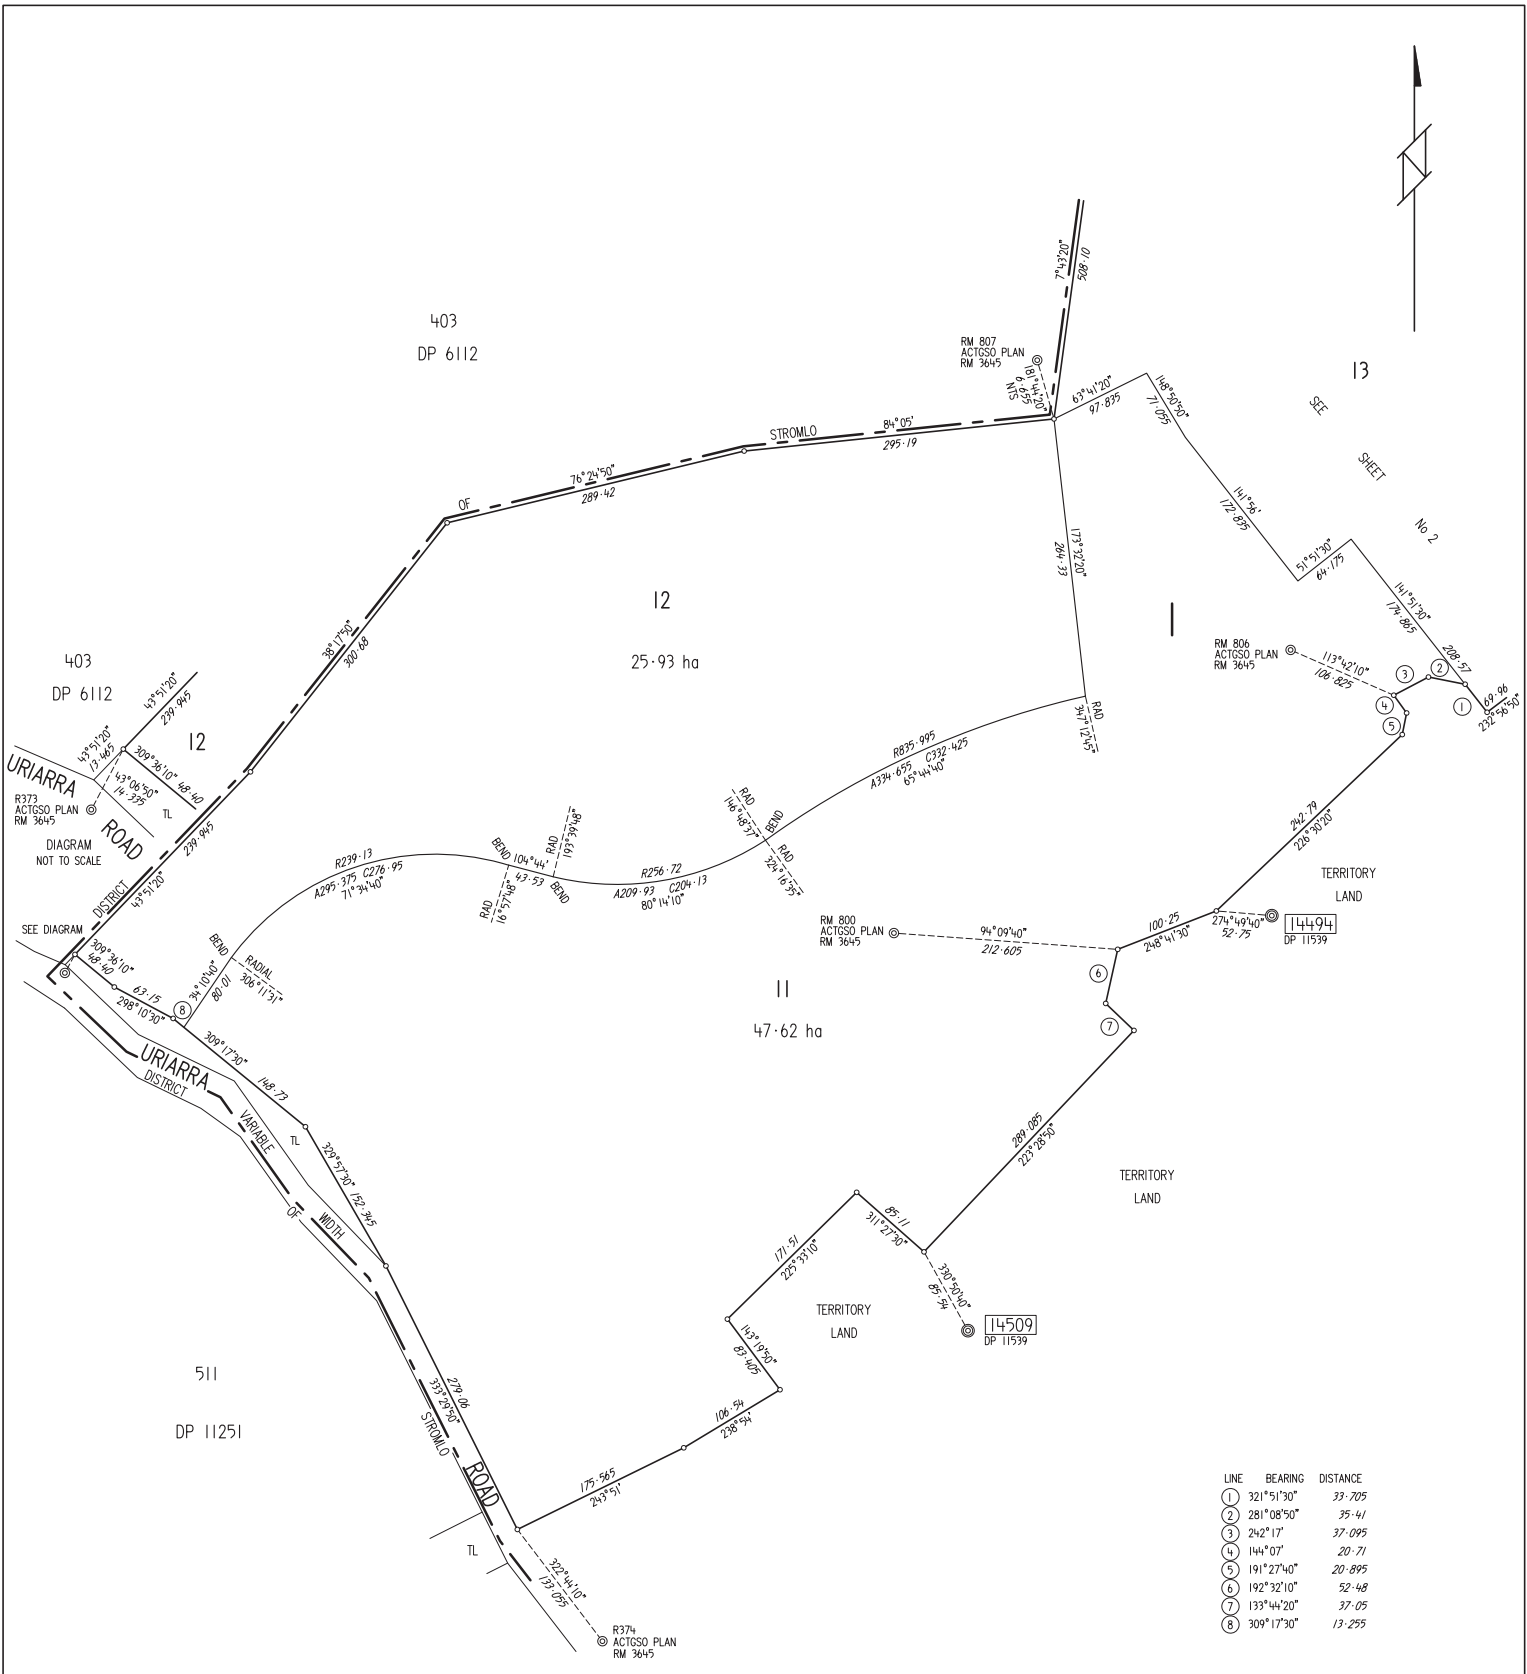 7°43'20"
508·10
403
DP 6112
RM 807
ACTGSO PLAN
RM 3645
181°44'20"
6·655
NTS
63°41'20"
97·835
148°50'50"
71·055
13
SEE
SHEET
No 2
STROMLO
84°05'
295·19
76°24'50"
289·42
OF
38°17'50"
300·68
173°32'20"
264·33
141°56'
172·835
51°51'30"
64·175
141°51'30"
174·865
208·57
12
25·93 ha
1
RM 806
ACTGSO PLAN
RM 3645
113°42'10"
106·825
3
2
4
1
5
69·96
232°56'50"
403
DP 6112
43°51'20"
239·945
12
43°51'20"
13·465
309°36'10" 48·40
43°06'50"
14·335
TL
URIARRA
ROAD
R373
ACTGSO PLAN
RM 3645
DIAGRAM
NOT TO SCALE
239·945
43°51'20"
DISTRICT
SEE DIAGRAM
RAD
347°12'45"
R835·995
A334·655 C332·425
65°44'40"
RAD
146°48'37"
BEND
RAD
324°16'35"
R239·13
A295·375 C276·95
71°34'40"
BEND
104°44'
43·53
RAD
193°39'48"
BEND
RAD
16°57'48"
R256·72
A209·93 C204·13
80°14'10"
242·79
226°30'20"
TERRITORY
LAND
RM 800
ACTGSO PLAN
RM 3645
94°09'40"
212·605
100·25
248°41'30"
274°49'40"
52·75
14494
DP 11539
BEND
RADIAL
306°11'31"
34°10'40"
80·01
309°36'10"
48·40
63·15
298°10'30"
8
309°17'30"
148·73
6
7
11
47·62 ha
URIARRA
DISTRICT
VARIABLE
TL
329°57'30"
152·345
OF
WIDTH
289·085
223°28'50"
TERRITORY
LAND
85·11
311°27'30"
171·51
225°33'10"
330°50'40"
85·54
14509
DP 11539
TERRITORY
LAND
143°19'50"
83·405
106·54
238°54'
175·565
243°51'
279·06
333°29'50"
STROMLO
ROAD
511
DP 11251
TL
322°44'10"
133·055
R374
ACTGSO PLAN
RM 3645
LINE BEARING DISTANCE
1 321°51'30" 33·705
2 281°08'50" 35·41
3 242°17' 37·095
4 144°07' 20·71
5 191°27'40" 20·895
6 192°32'10" 52·48
7 133°44'20" 37·05
8 309°17'30" 13·255